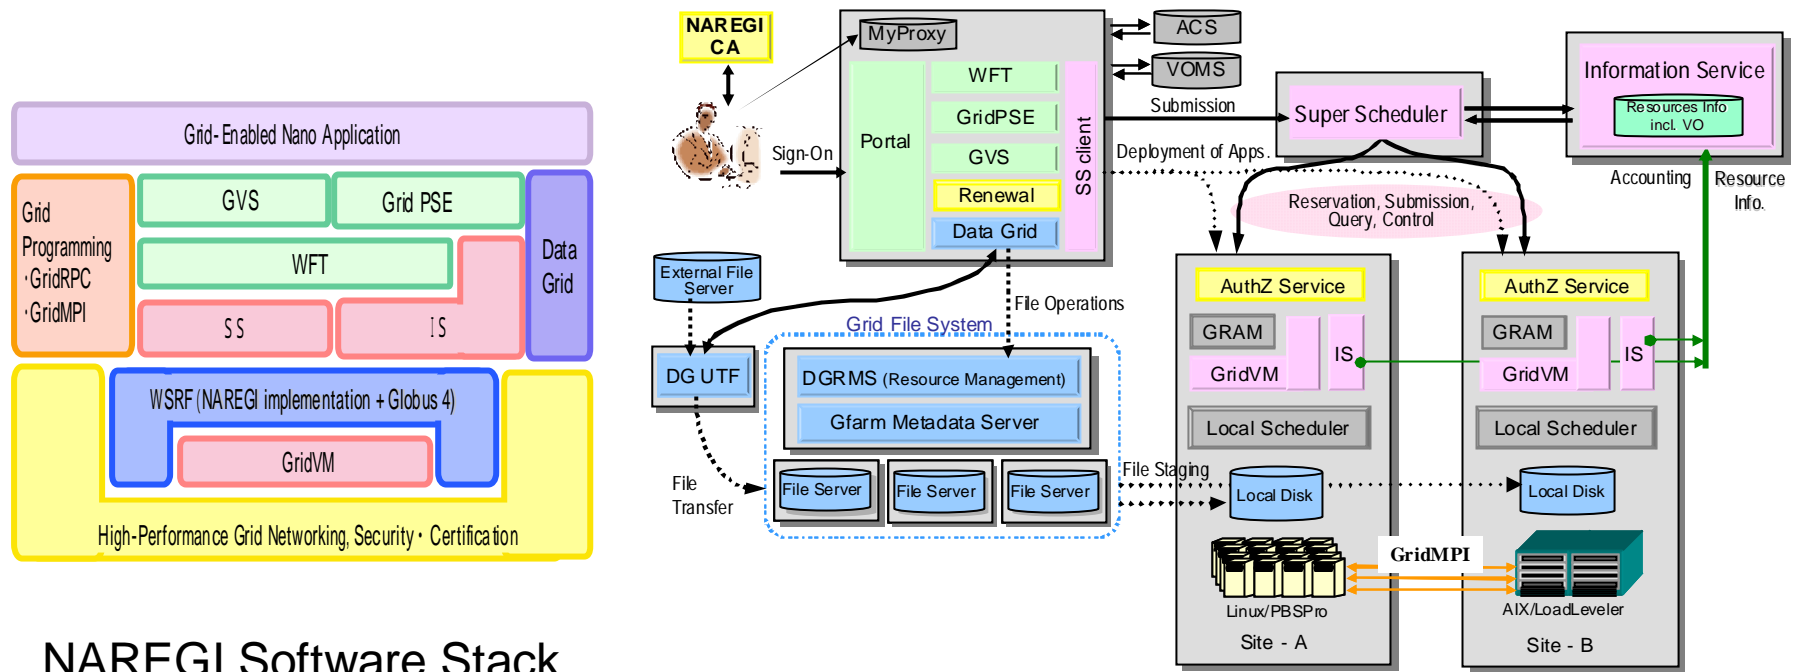 Grid-Enabled Nano Application
Grid
Programming
・GridRPC
・GridMPI
GVS
Grid PSE
WFT
SS
IS
Data
Grid
WSRF (NAREGI implementation + Globus 4)
GridVM
High-Performance Grid Networking, Security・Certification
NAREGI Software Stack
NAREGI
CA
Sign-On
MyProxy
Portal
WFT
GridPSE
GVS
Renewal
Data Grid
SS client
ACS
VOMS
Submission
Super Scheduler
Information Service
Resources Info
incl. VO
Deployment of Apps.
Reservation, Submission,
Query, Control
Accounting
Resource
Info.
External File
Server
File Operations
Grid File System
DG UTF
DGRMS (Resource Management)
Gfarm Metadata Server
File
Transfer
File Server
File Server
File Server
File Staging
AuthZ Service
GRAM
GridVM
IS
Local Scheduler
Local Disk
Linux/PBSPro
Site - A
GridMPI
AuthZ Service
GRAM
GridVM
IS
Local Scheduler
Local Disk
AIX/LoadLeveler
Site - B